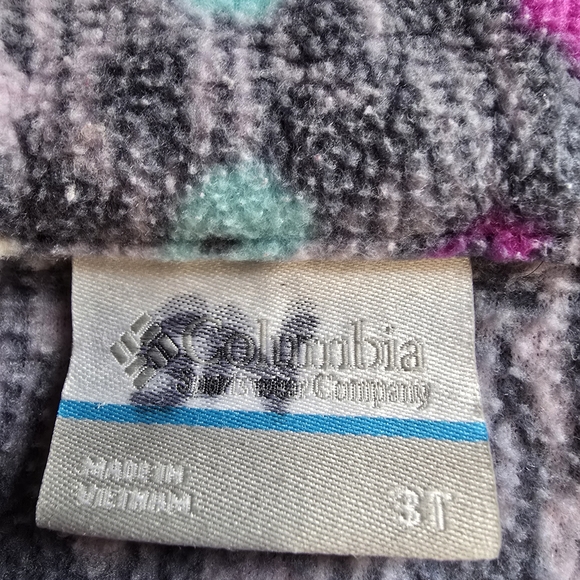 Columbia
Sportswear Company
MADE IN
VIETNAM
3T